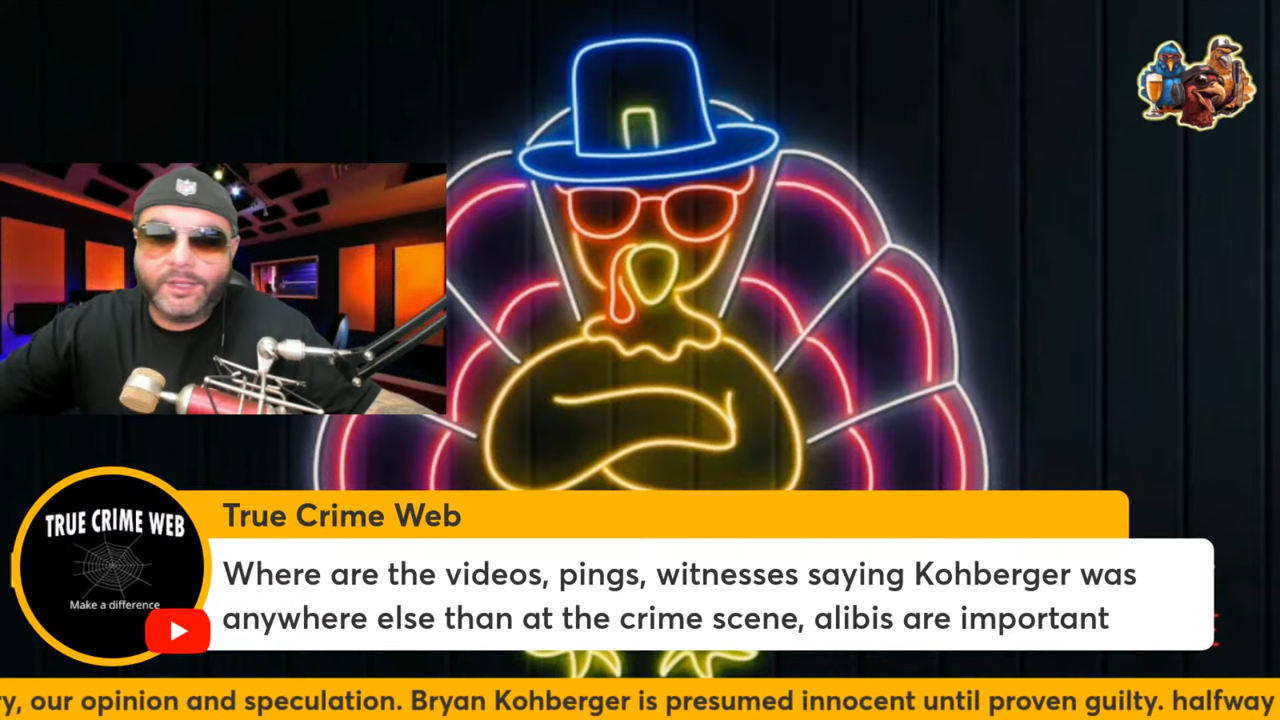 NFL
True Crime Web
TRUE CRIME WEB
Make a difference
Where are the videos, pings, witnesses saying Kohberger was
anywhere else than at the crime scene, alibis are important
y, our opinion and speculation. Bryan Kohberger is presumed innocent until proven guilty. halfway